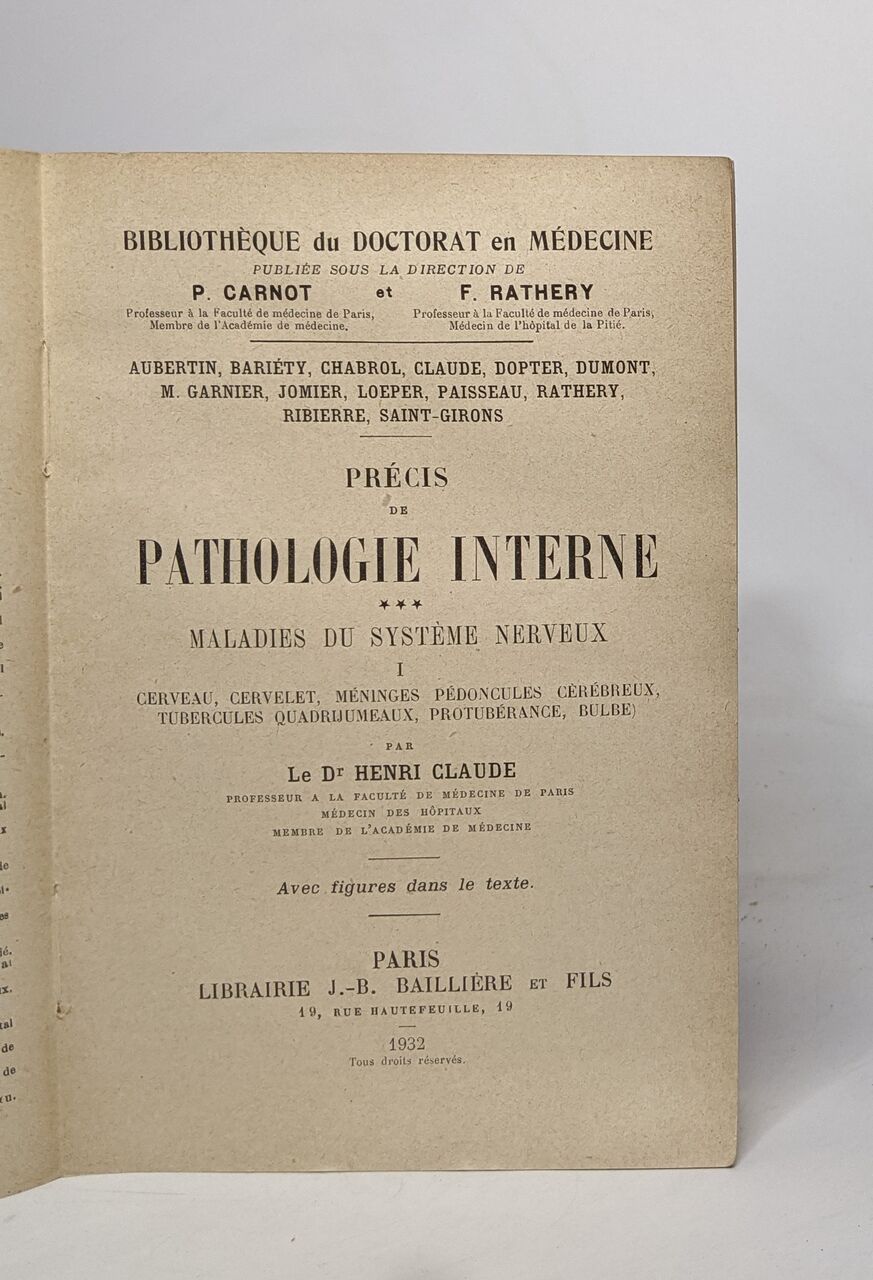 BIBLIOTHÈQUE du DOCTORAT en MÉDECINE
PUBLIÉE SOUS LA DIRECTION DE
P. CARNOT et F. RATHERY
Professeur à la Faculté de médecine de Paris, Professeur à la Faculté de médecine de Paris,
Membre de l'Académie de médecine. Médecin de l'hôpital de la Pitié.
AUBERTIN, BARIÉTY, CHABROL, CLAUDE, DOPTER, DUMONT,
M. GARNIER, JOMIER, LOEPER, PAISSEAU, RATHERY,
RIBIERRE, SAINT-GIRONS
PRÉCIS
DE
PATHOLOGIE INTERNE
★★★
MALADIES DU SYSTÈME NERVEUX
I
CERVEAU, CERVELET, MÉNINGES PÉDONCULES CÉRÉBREUX,
TUBERCULES QUADRIJUMEAUX, PROTUBÉRANCE, BULBE)
PAR
Le Dr HENRI CLAUDE
PROFESSEUR A LA FACULTÉ DE MÉDECINE DE PARIS
MÉDECIN DES HÔPITAUX
MEMBRE DE L'ACADÉMIE DE MÉDECINE
Avec figures dans le texte.
PARIS
LIBRAIRIE J.-B. BAILLIÈRE ET FILS
19, RUE HAUTEFEUILLE, 19
1932
Tous droits réservés.